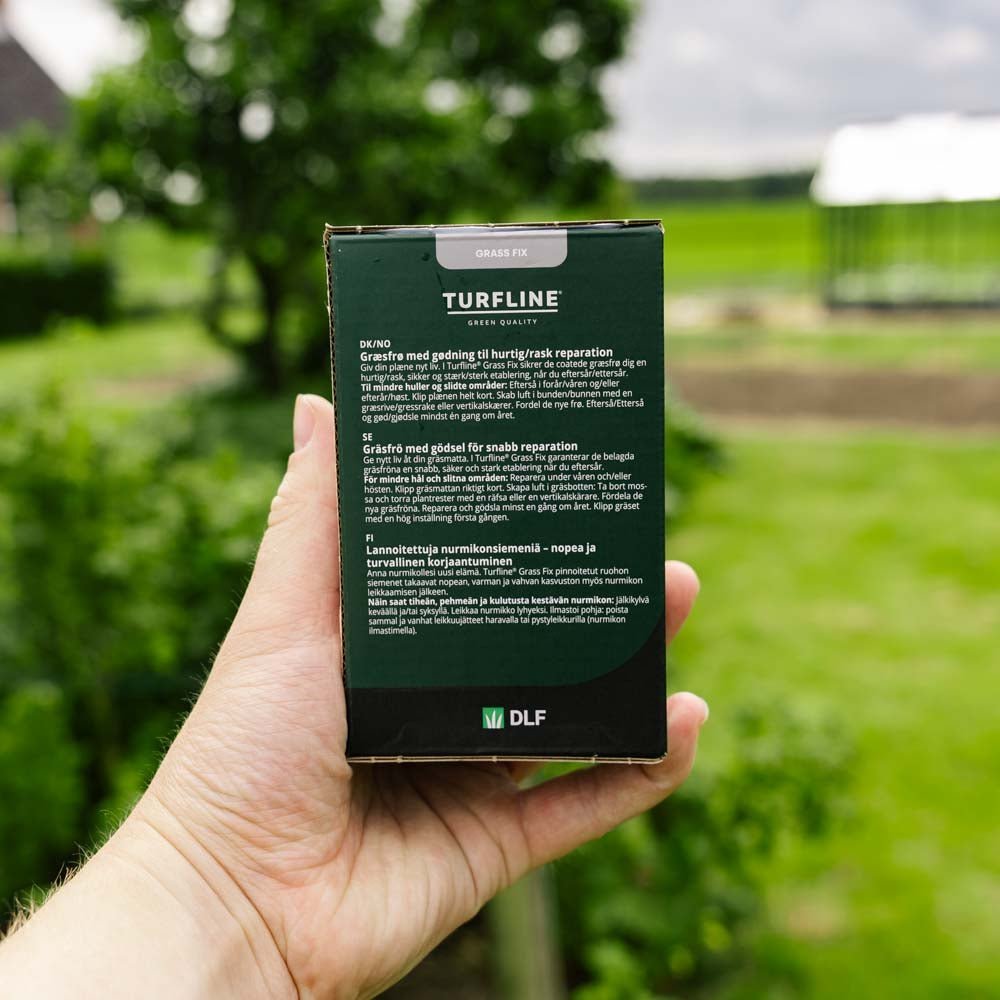 GRASS FIX
TURFLINE®
GREEN QUALITY
DK/NO
Græsfrø med gødning til hurtig/rask reparation
Giv din plæne nyt liv. I Turfline® Grass Fix sikrer de coatede græsfrø dig en
hurtig/rask, sikker og stærk/sterk etablering, når du eftersår/ettersår.
Til mindre huller og slidte områder: Efterså i forår/våren og/eller
efterår/høst. Klip plænen helt kort. Skab luft i bunden/bunnen med en
græsrive/gressrake eller vertikalskærer. Fordel de nye frø. Efterså/Etterså
og gød/gjødsle mindst én gang om året.
SE
Gräsfrö med gödsel för snabb reparation
Ge nytt liv åt din gräsmatta. I Turfline® Grass Fix garanterar de belagda
gräsfröna en snabb, säker och stark etablering når du eftersår.
För mindre hål och slitna områden: Reparera under våren och/eller
hösten. Klipp gräsmattan riktigt kort. Skapa luft i gräsbotten: Ta bort mos-
sa och torra plantrester med en räfsa eller en vertikalskärare. Fördela de
nya gräsfröna. Reparera och gödsla minst en gång om året. Klipp gräset
med en hög inställning första gången.
FI
Lannoitettuja nurmikonsiemeniä – nopea ja
turvallinen korjaantuminen
Anna nurmikollesi uusi elämä. Turfline® Grass Fix pinnoitetut ruohon
siemenet takaavat nopean, varman ja vahvan kasvuston myös nurmikon
leikkaamisen jälkeen.
Näin saat tiheän, pehmeän ja kulutusta kestävän nurmikon: Jälkikylvä
keväällä ja/tai syksyllä. Leikkaa nurmikko lyhyeksi. Ilmastoi pohja: poista
sammal ja vanhat leikkuujätteet haravalla tai pystyleikkurilla (nurmikon
ilmastimella).
DLF